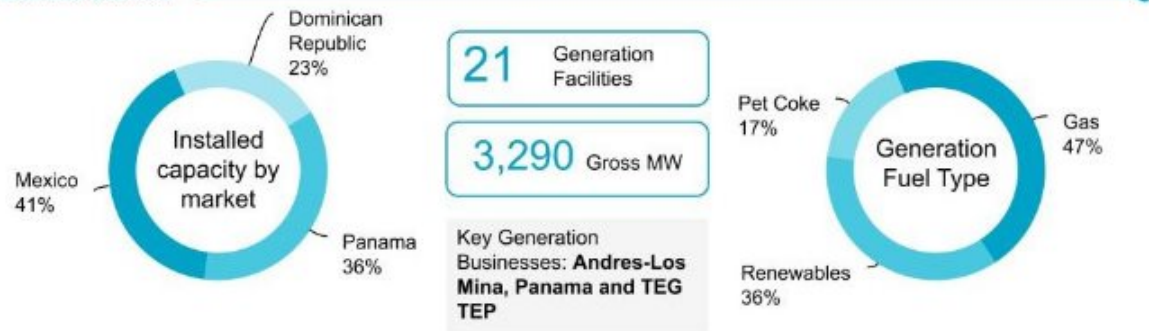 Dominican
Republic
23%
Installed
capacity by
market
Mexico
41%
Panama
36%
21 Generation
Facilities
3,290 Gross MW
Key Generation
Businesses: Andres-Los
Mina, Panama and TEG
TEP
Pet Coke
17%
Generation
Fuel Type
Gas
47%
Renewables
36%